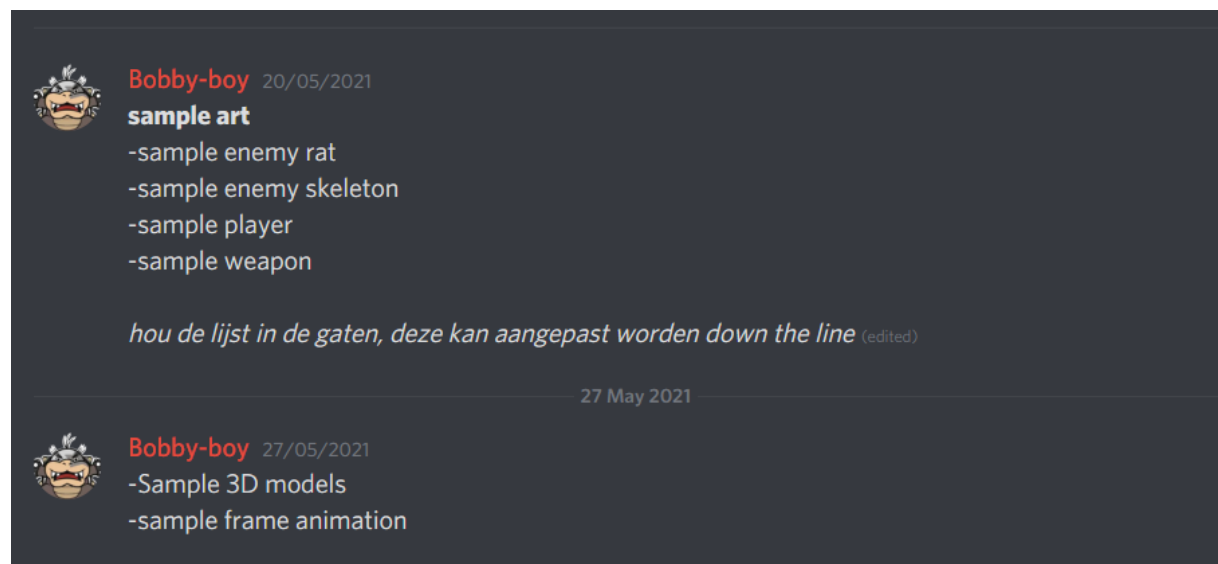 Bobby-boy 20/05/2021
sample art
-sample enemy rat
-sample enemy skeleton
-sample player
-sample weapon
hou de lijst in de gaten, deze kan aangepast worden down the line (edited)
27 May 2021
Bobby-boy 27/05/2021
-Sample 3D models
-sample frame animation